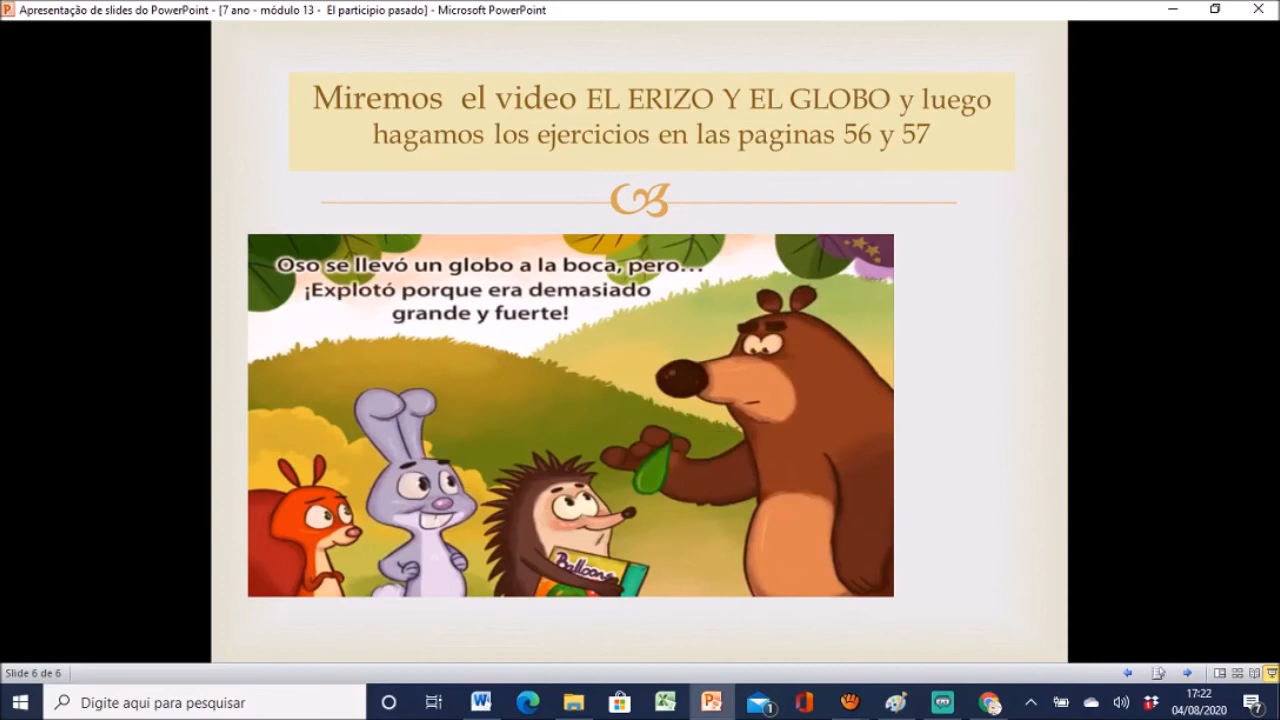 Apresentação de slides do PowerPoint - [7 ano - módulo 13 - El participio pasado] - Microsoft PowerPoint
Miremos el video EL ERIZO Y EL GLOBO y luego
hagamos los ejercicios en las paginas 56 y 57
Oso se llevó un globo a la boca, pero...
¡Explotó porque era demasiado
grande y fuerte!
Balloons
Slide 6 de 6
Digite aqui para pesquisar
1
17:22
04/08/2020
7